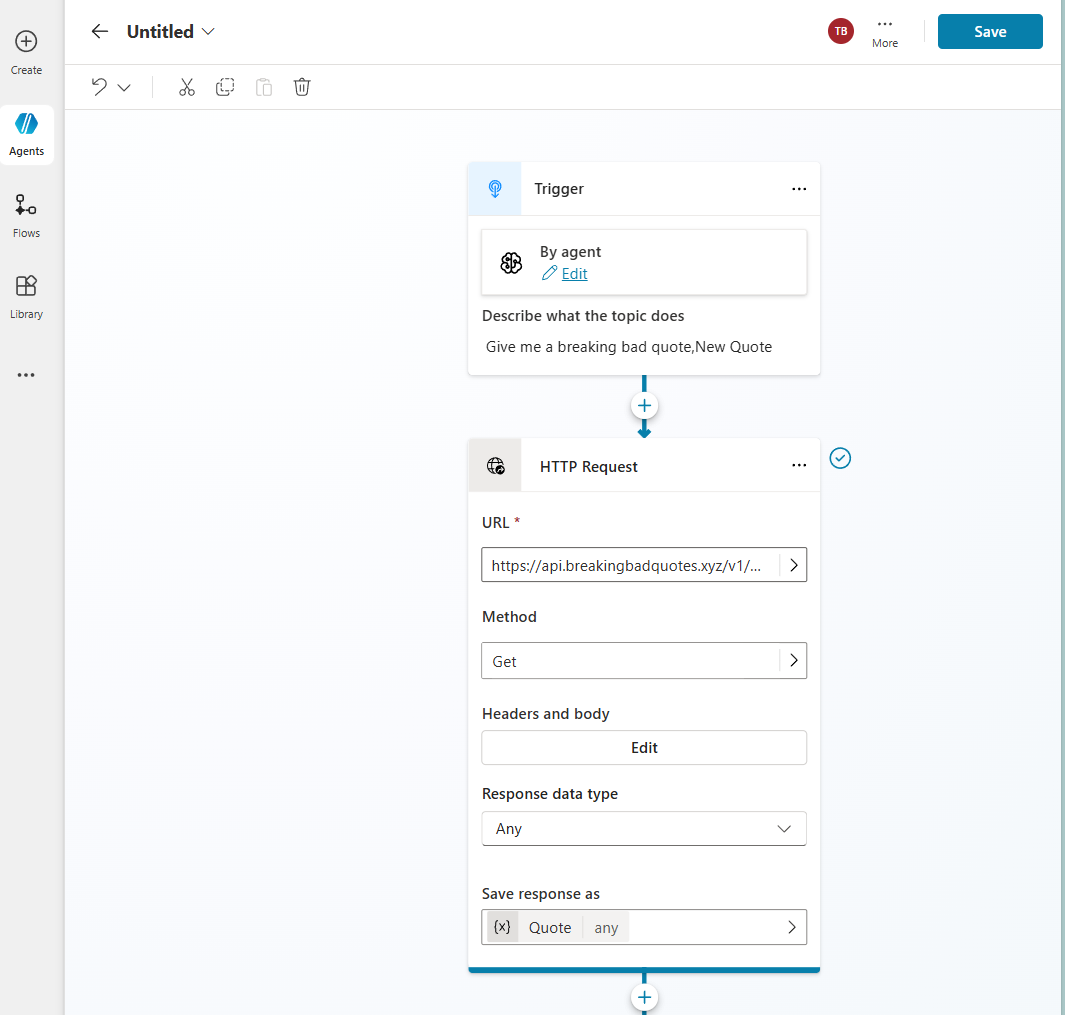 Untitled
TB
More
Save
Create
Agents
Flows
Library
Trigger
By agent
Edit
Describe what the topic does
Give me a breaking bad quote,New Quote
HTTP Request
URL *
https://api.breakingbadquotes.xyz/v1/...
Method
Get
Headers and body
Edit
Response data type
Any
Save response as
{x} Quote any